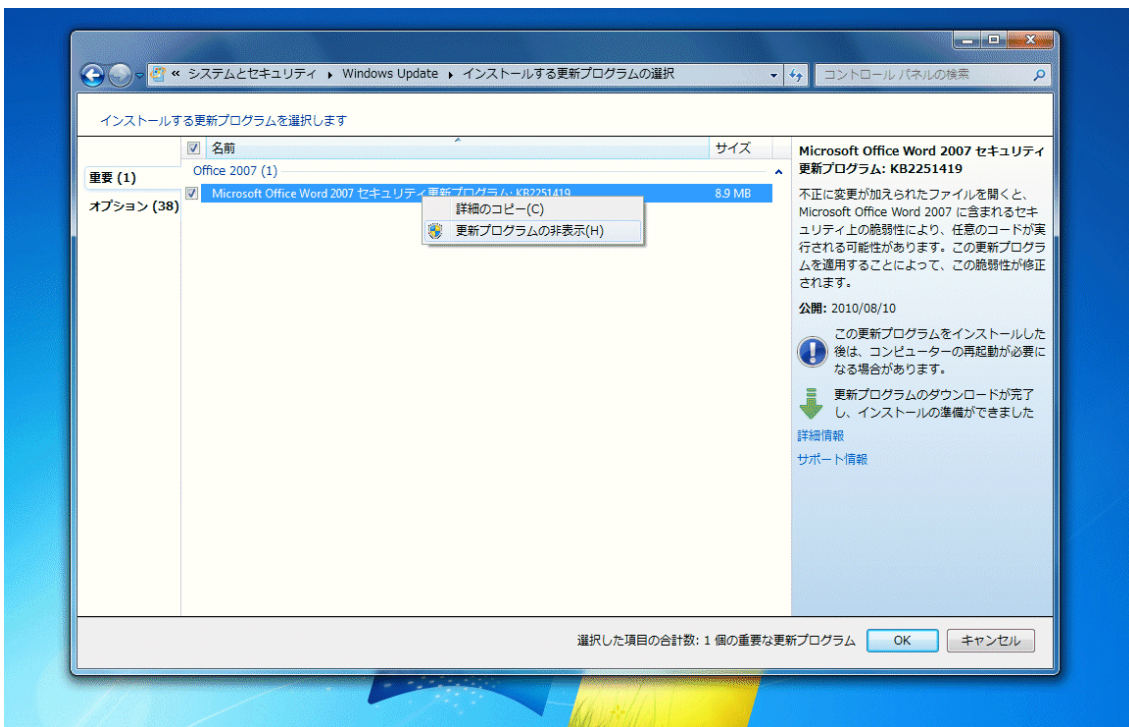 « システムとセキュリティ ▸ Windows Update ▸ インストールする更新プログラムの選択
コントロール パネルの検索
インストールする更新プログラムを選択します
重要 (1)
オプション (38)
名前 サイズ
Office 2007 (1)
Microsoft Office Word 2007 セキュリティ更新プログラム: KB2251419 8.9 MB
詳細のコピー(C)
更新プログラムの非表示(H)
Microsoft Office Word 2007 セキュリティ
更新プログラム: KB2251419
不正に変更が加えられたファイルを開くと、
Microsoft Office Word 2007 に含まれるセキ
ュリティ上の脆弱性により、任意のコードが実
行される可能性があります。この更新プログラ
ムを適用することによって、この脆弱性が修正
されます。
公開: 2010/08/10
この更新プログラムをインストールした
後は、コンピューターの再起動が必要に
なる場合があります。
更新プログラムのダウンロードが完了
し、インストールの準備ができました
詳細情報
サポート情報
選択した項目の合計数: 1 個の重要な更新プログラム
OK
キャンセル